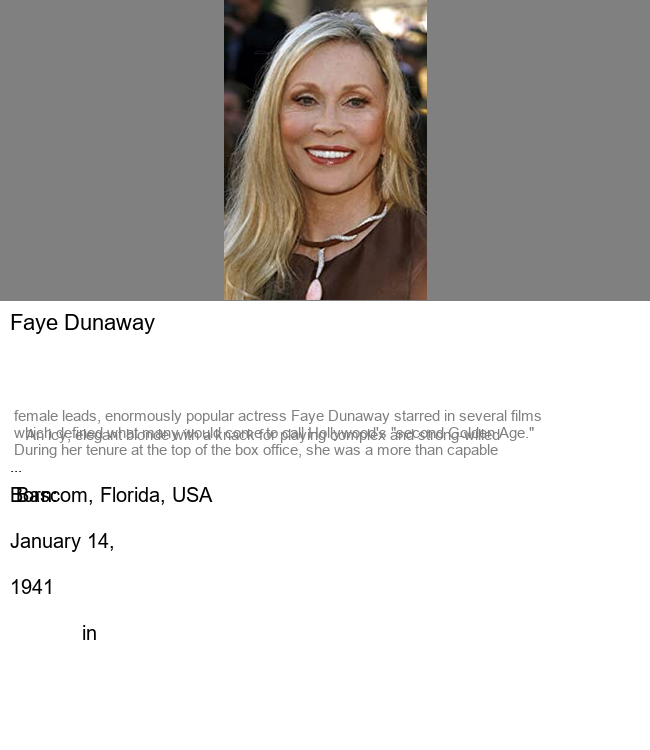 Faye Dunaway
An icy, elegant blonde with a knack for playing complex and strong-willed
female leads, enormously popular actress Faye Dunaway starred in several films
which defined what many would come to call Hollywood's "second Golden Age."
During her tenure at the top of the box office, she was a more than capable
...
Born:
Bascom, Florida, USA
January 14,
1941
in